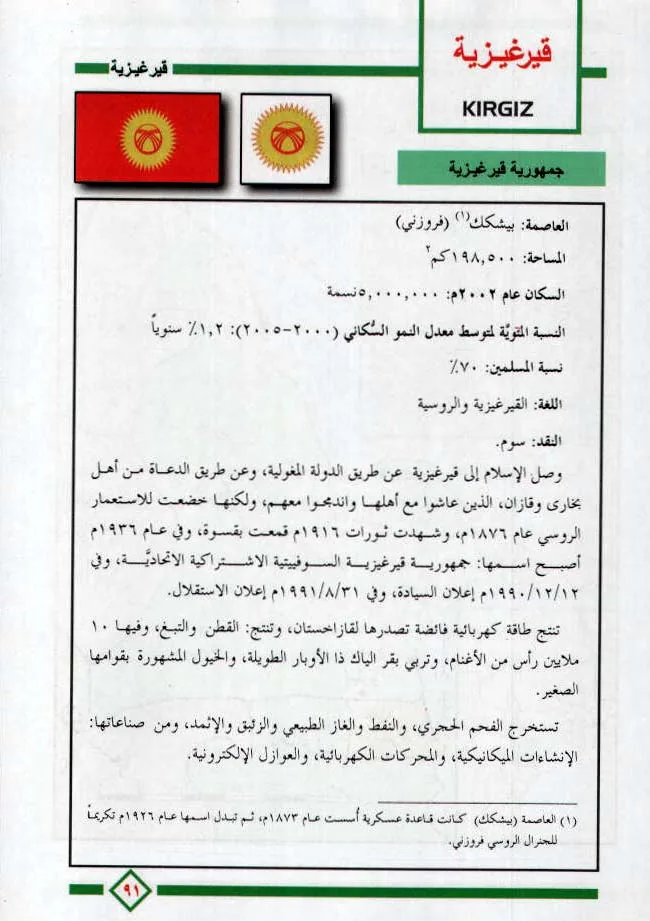 قيرغيزية
KIRGIZ
قيرغيزية
جمهورية قيرغيزية
العاصمة: بيشكك(١) (فروزني)
المساحة: ١٩٨,٥٠٠كم٢
السكان عام ٢٠٠٢م: ٥,٠٠٠,٠٠٠نسمة
النسبة المئويَّة لمتوسط معدل النمو السُّكاني (٢٠٠٠-٢٠٠٥): ١,٢٪ سنوياً
نسبة المسلمين: ٧٠٪
اللغة: القيرغيزية والروسية
النقد: سوم.
وصل الإسلام إلى قيرغيزية عن طريق الدولة المغولية، وعن طريق الدعاة من أهل
بخارى وقازان، الذين عاشوا مع أهلها واندمجوا معهم، ولكنها خضعت للاستعمار
الروسي عام ١٨٧٦م، وشهدت ثورات ١٩١٦م قمعت بقسوة، وفي عام ١٩٣٦م
أصبح اسمها: جمهورية قيرغيزية السوفييتية الاشتراكية الاتحاديَّة، وفي
١٩٩٠/١٢/١٢م إعلان السيادة، وفي ١٩٩١/٨/٣١م إعلان الاستقلال.
تنتج طاقة كهربائية فائضة تصدرها لقازاخستان، وتنتج: القطن والتبغ، وفيها ١٠
ملايين رأس من الأغنام، وتربي بقر الياك ذا الأوبار الطويلة، والخيول المشهورة بقوامها
الصغير.
تستخرج الفحم الحجري، والنفط والغاز الطبيعي والزئبق والإثمد، ومن صناعاتها:
الإنشاءات الميكانيكية، والمحركات الكهربائية، والعوازل الإلكترونية.
(١) العاصمة (بيشكك) كانت قاعدة عسكرية أسست عام ١٨٧٣م، ثم تبدل اسمها عام ١٩٢٦م تكريماً
للجنرال الروسي فروزني.
٩١